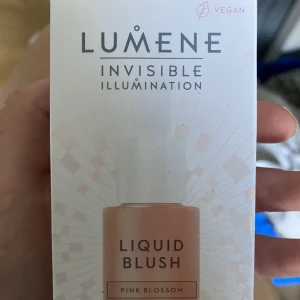 VEGAN
LUMENE
INVISIBLE
ILLUMINATION
LIQUID
BLUSH
PINK BLOSSOM